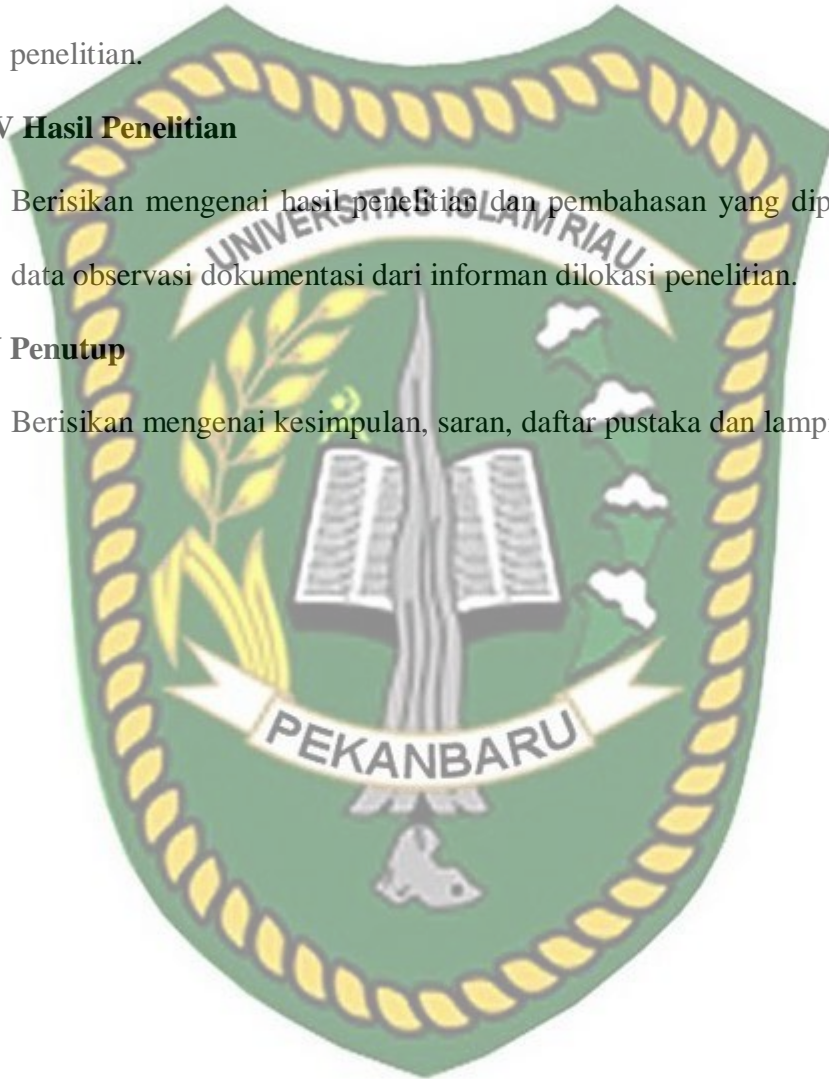 penelitian.
V Hasil Penelitian
Berisikan mengenai hasil penelitian dan pembahasan yang dip
data observasi dokumentasi dari informan dilokasi penelitian.
Penutup
Berisikan mengenai kesimpulan, saran, daftar pustaka dan lamp
UNIVERSITAS ISLAM RIAU
PEKANBARU